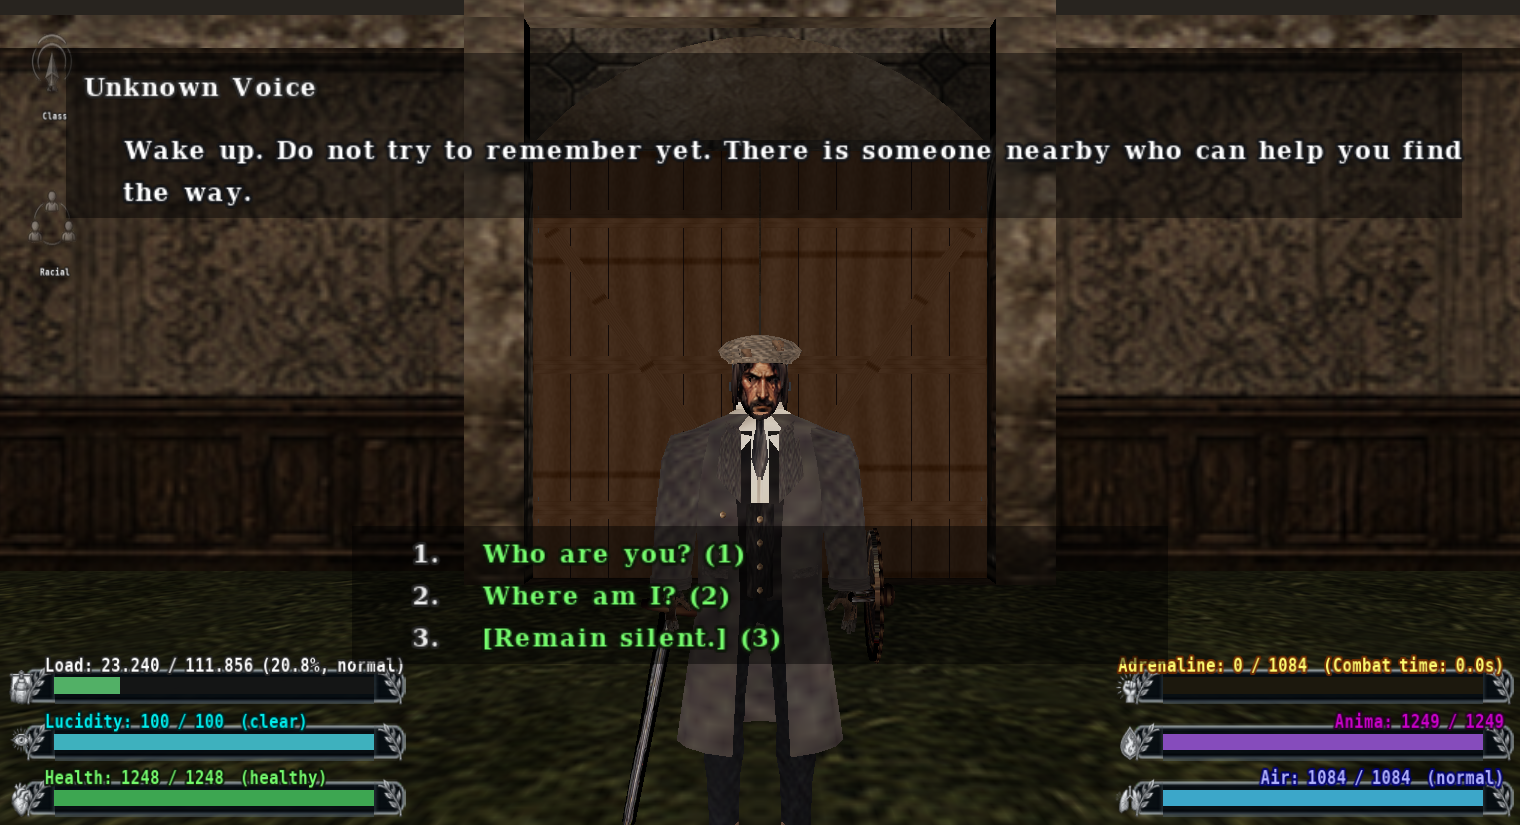 Unknown Voice
Class
Wake up. Do not try to remember yet. There is someone nearby who can help you find
the way.
Racial
1. Who are you? (1)
2. Where am I? (2)
3. [Remain silent.] (3)
Load: 23.240 / 111.856 (20.8%, normal)
Adrenaline: 0 / 1084 (Combat time: 0.0s)
Lucidity: 100 / 100 (clear)
Anima: 1249 / 1249
Health: 1248 / 1248 (healthy)
Air: 1084 / 1084 (normal)